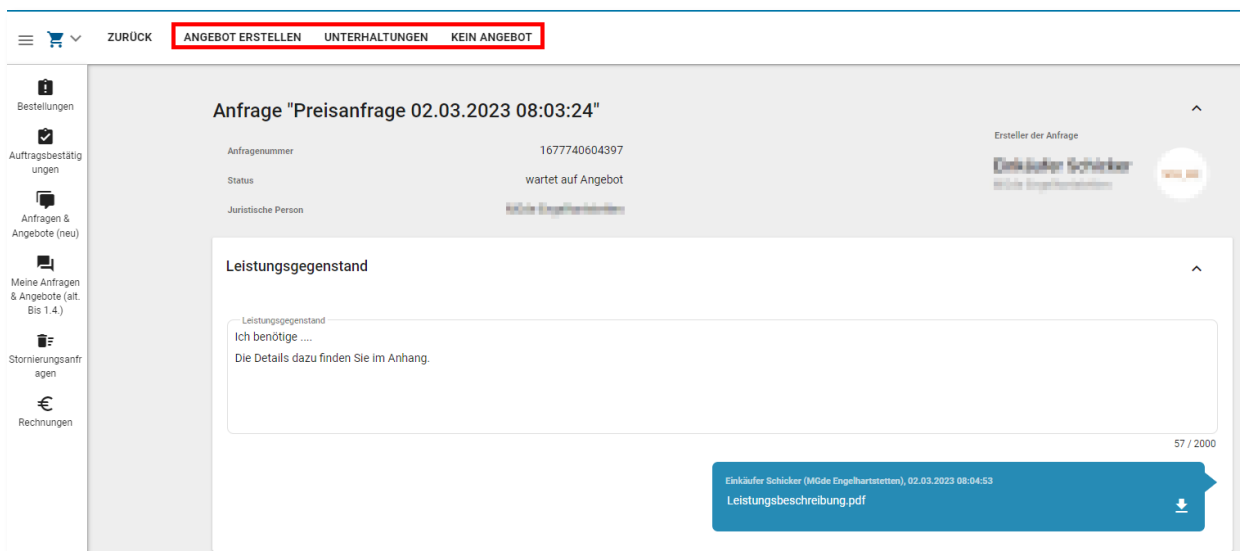 ZURÜCK ANGEBOT ERSTELLEN UNTERHALTUNGEN KEIN ANGEBOT
Bestellungen
Auftragsbestätig
ungen
Anfragen &
Angebote (neu)
Meine Anfragen
& Angebote (alt.
Bis 1.4.)
Stornierungsanfr
agen
Rechnungen
Anfrage "Preisanfrage 02.03.2023 08:03:24"
Anfragenummer 1677740604397
Status wartet auf Angebot
Juristische Person
Ersteller der Anfrage
Leistungsgegenstand
Leistungsgegenstand
Ich benötige ....
Die Details dazu finden Sie im Anhang.
57 / 2000
Einkäufer Schicker (MGde Engelhartstetten), 02.03.2023 08:04:53
Leistungsbeschreibung.pdf